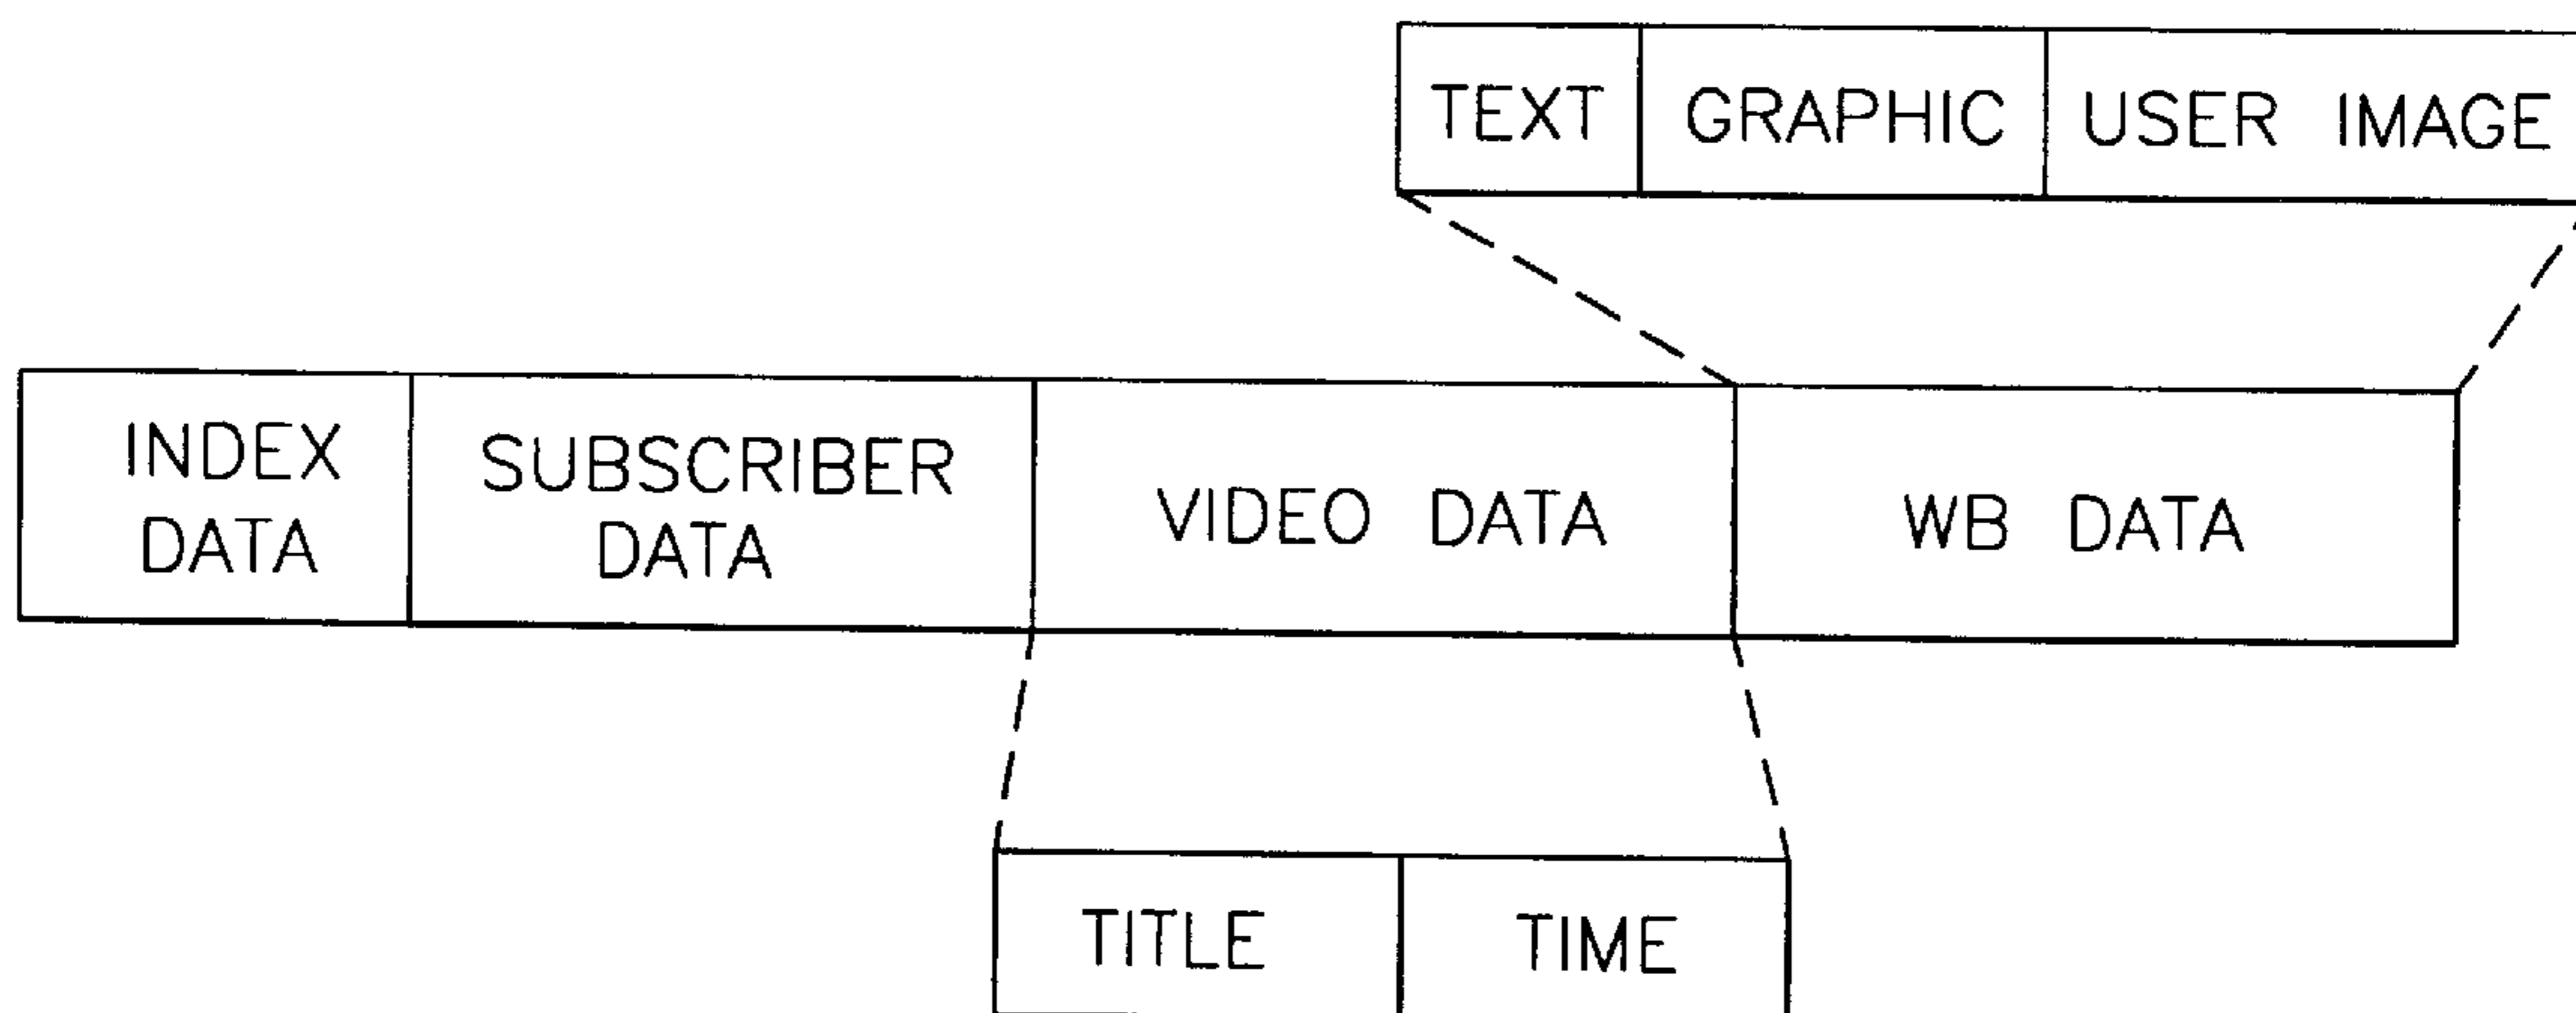 TEXT GRAPHIC USER IMAGE
INDEX DATA
SUBSCRIBER DATA
VIDEO DATA
WB DATA
TITLE TIME